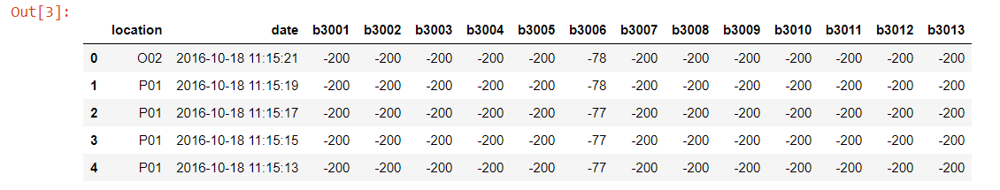 Out[3]:
location date b3001 b3002 b3003 b3004 b3005 b3006 b3007 b3008 b3009 b3010 b3011 b3012 b3013
0 O02 2016-10-18 11:15:21 -200 -200 -200 -200 -200 -78 -200 -200 -200 -200 -200 -200 -200
1 P01 2016-10-18 11:15:19 -200 -200 -200 -200 -200 -78 -200 -200 -200 -200 -200 -200 -200
2 P01 2016-10-18 11:15:17 -200 -200 -200 -200 -200 -77 -200 -200 -200 -200 -200 -200 -200
3 P01 2016-10-18 11:15:15 -200 -200 -200 -200 -200 -77 -200 -200 -200 -200 -200 -200 -200
4 P01 2016-10-18 11:15:13 -200 -200 -200 -200 -200 -77 -200 -200 -200 -200 -200 -200 -200